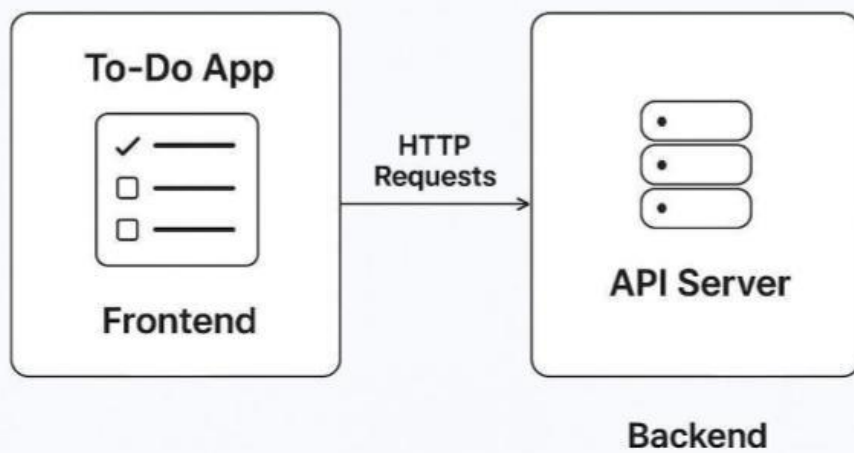 To-Do App
Frontend
HTTP
Requests
API Server
Backend